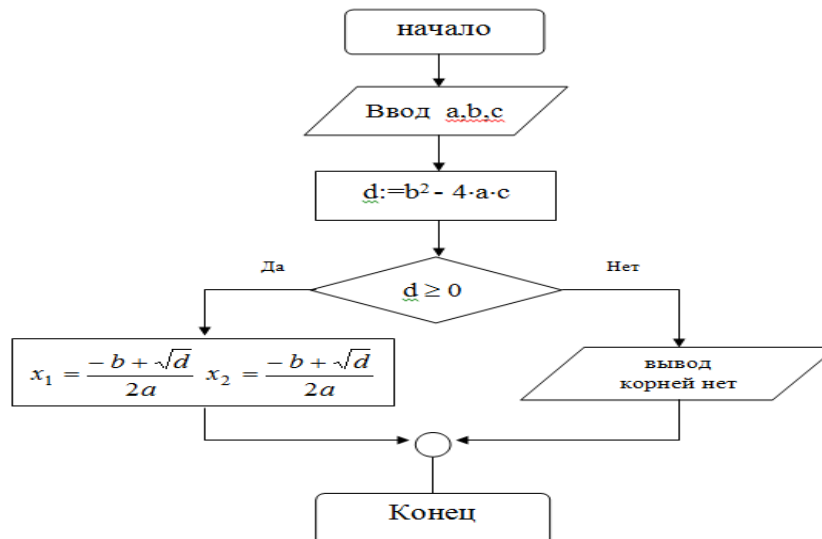 начало
Ввод a,b,c
d:=b² - 4·a·c
Да
Нет
d ≥ 0
x₁ = (-b + √d)/2a x₂ = (-b + √d)/2a
вывод
корней нет
Конец